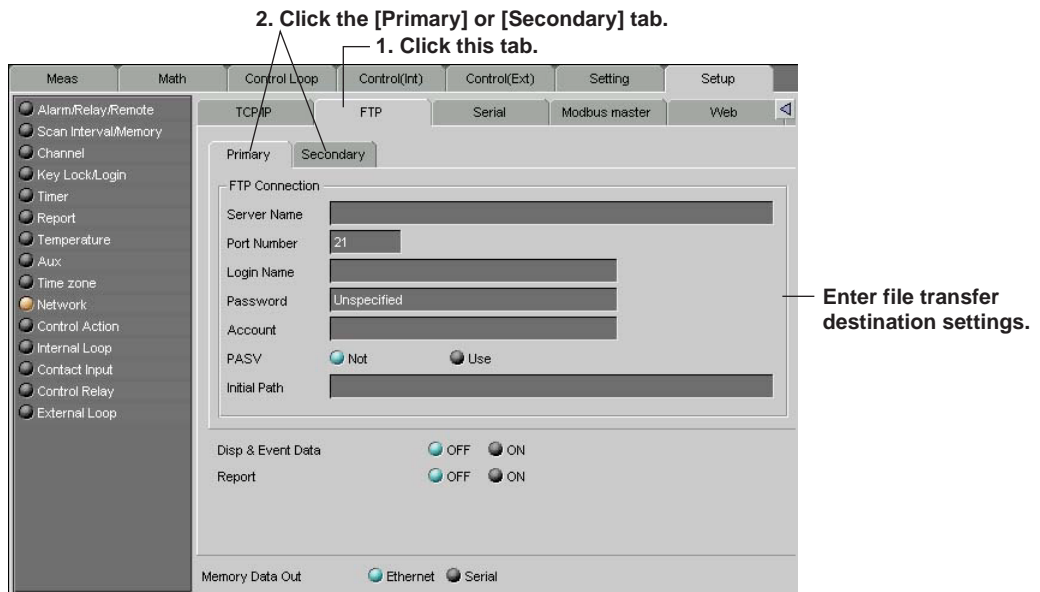 2. Click the [Primary] or [Secondary] tab.
1. Click this tab.
Meas Math Control Loop Control(Int) Control(Ext) Setting Setup
Alarm/Relay/Remote
Scan Interval/Memory
Channel
Key Lock/Login
Timer
Report
Temperature
Aux
Time zone
Network
Control Action
Internal Loop
Contact Input
Control Relay
External Loop
TCP/IP FTP Serial Modbus master Web
Primary Secondary
FTP Connection
Server Name
Port Number 21
Login Name
Password Unspecified
Account
PASV Not Use
Initial Path
Enter file transfer
destination settings.
Disp & Event Data OFF ON
Report OFF ON
Memory Data Out Ethernet Serial